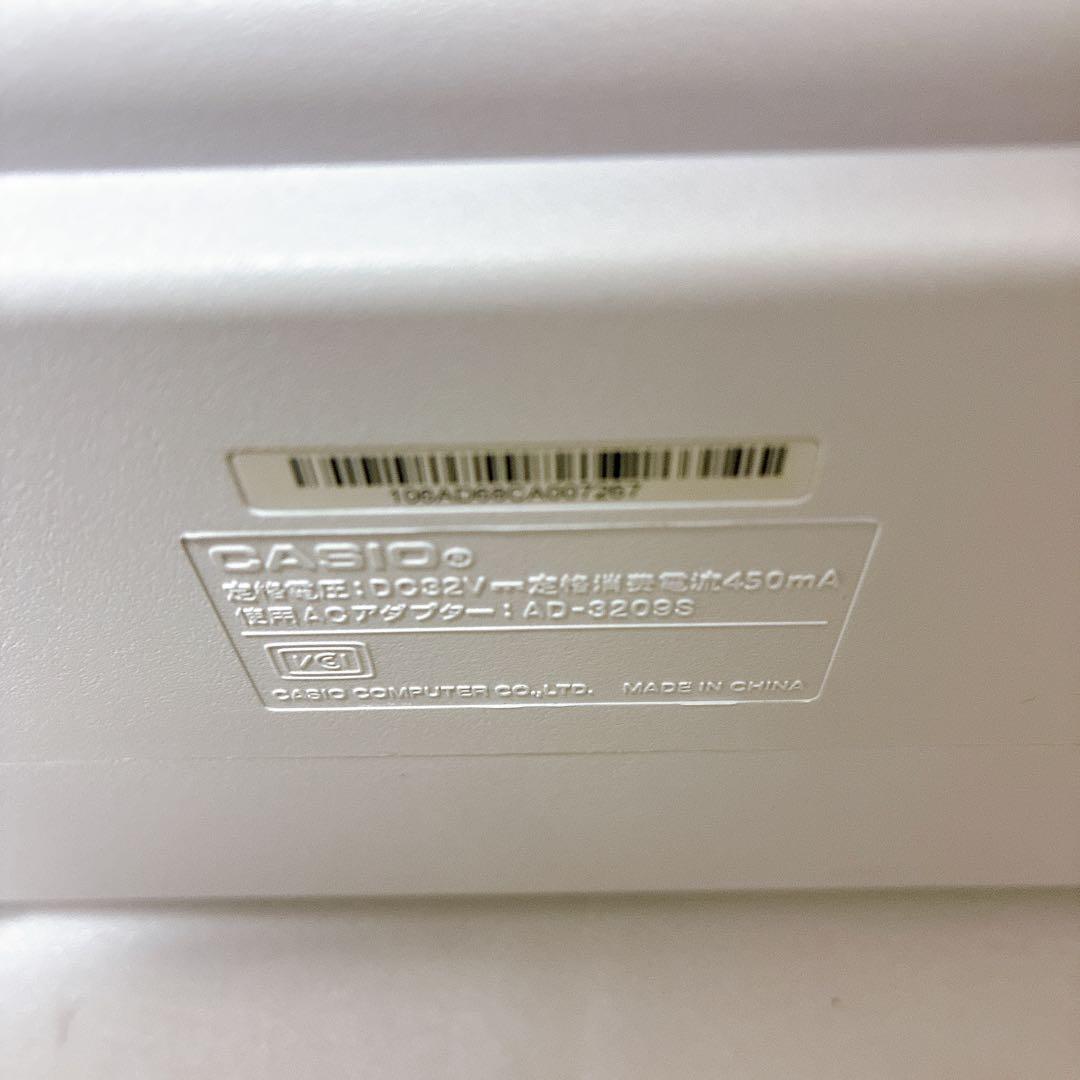 CASIO®
定格電圧：DC32V⎓定格消費電流450mA
使用ACアダプター：AD-3209S
VCI
CASIO COMPUTER CO.,LTD. MADE IN CHINA